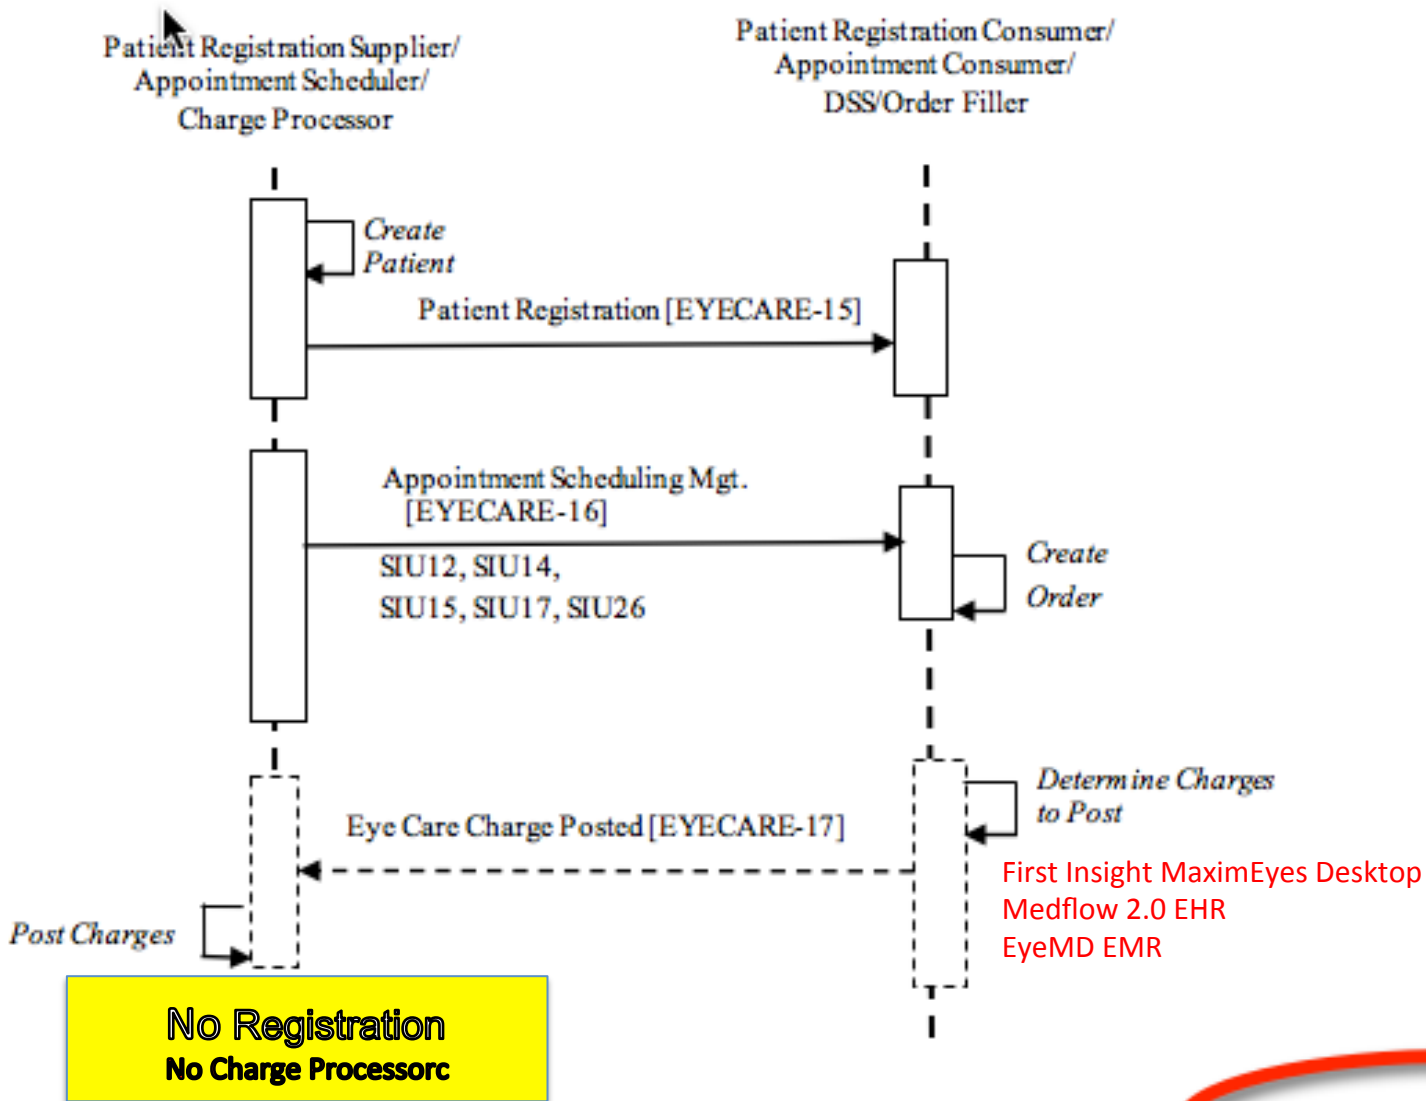 Patient Registration Supplier/
Appointment Scheduler/
Charge Processor
Patient Registration Consumer/
Appointment Consumer/
DSS/Order Filler
Create
Patient
Patient Registration [EYECARE-15]
Appointment Scheduling Mgt.
[EYECARE-16]
SIU12, SIU14,
SIU15, SIU17, SIU26
Create
Order
Determine Charges
to Post
Eye Care Charge Posted [EYECARE-17]
First Insight MaximEyes Desktop
Medflow 2.0 EHR
EyeMD EMR
Post Charges
No Registration
No Charge Processorc